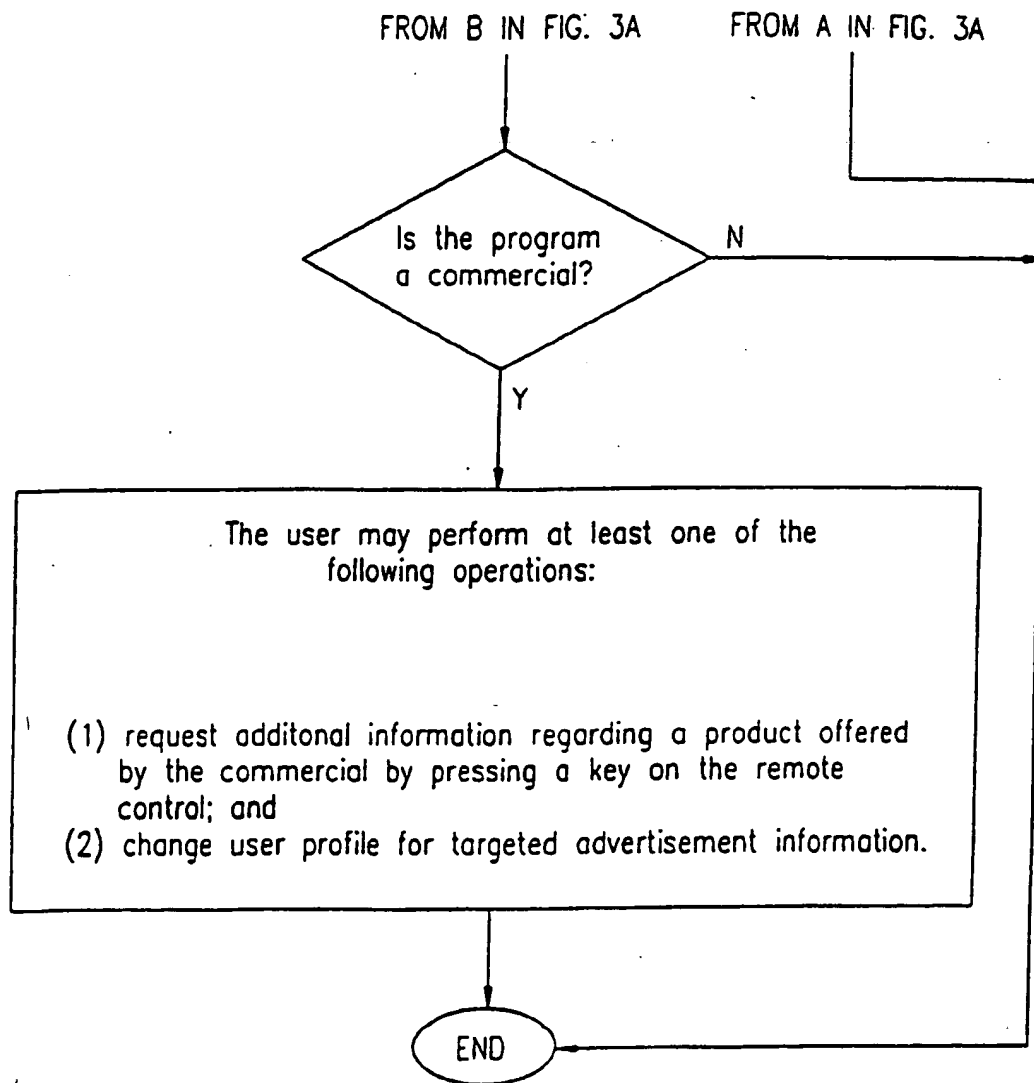 FROM B IN FIG. 3A
FROM A IN FIG. 3A
Is the program
a commercial?
N
Y
The user may perform at least one of the
following operations:
(1) request additonal information regarding a product offered
by the commercial by pressing a key on the remote
control; and
(2) change user profile for targeted advertisement information.
END